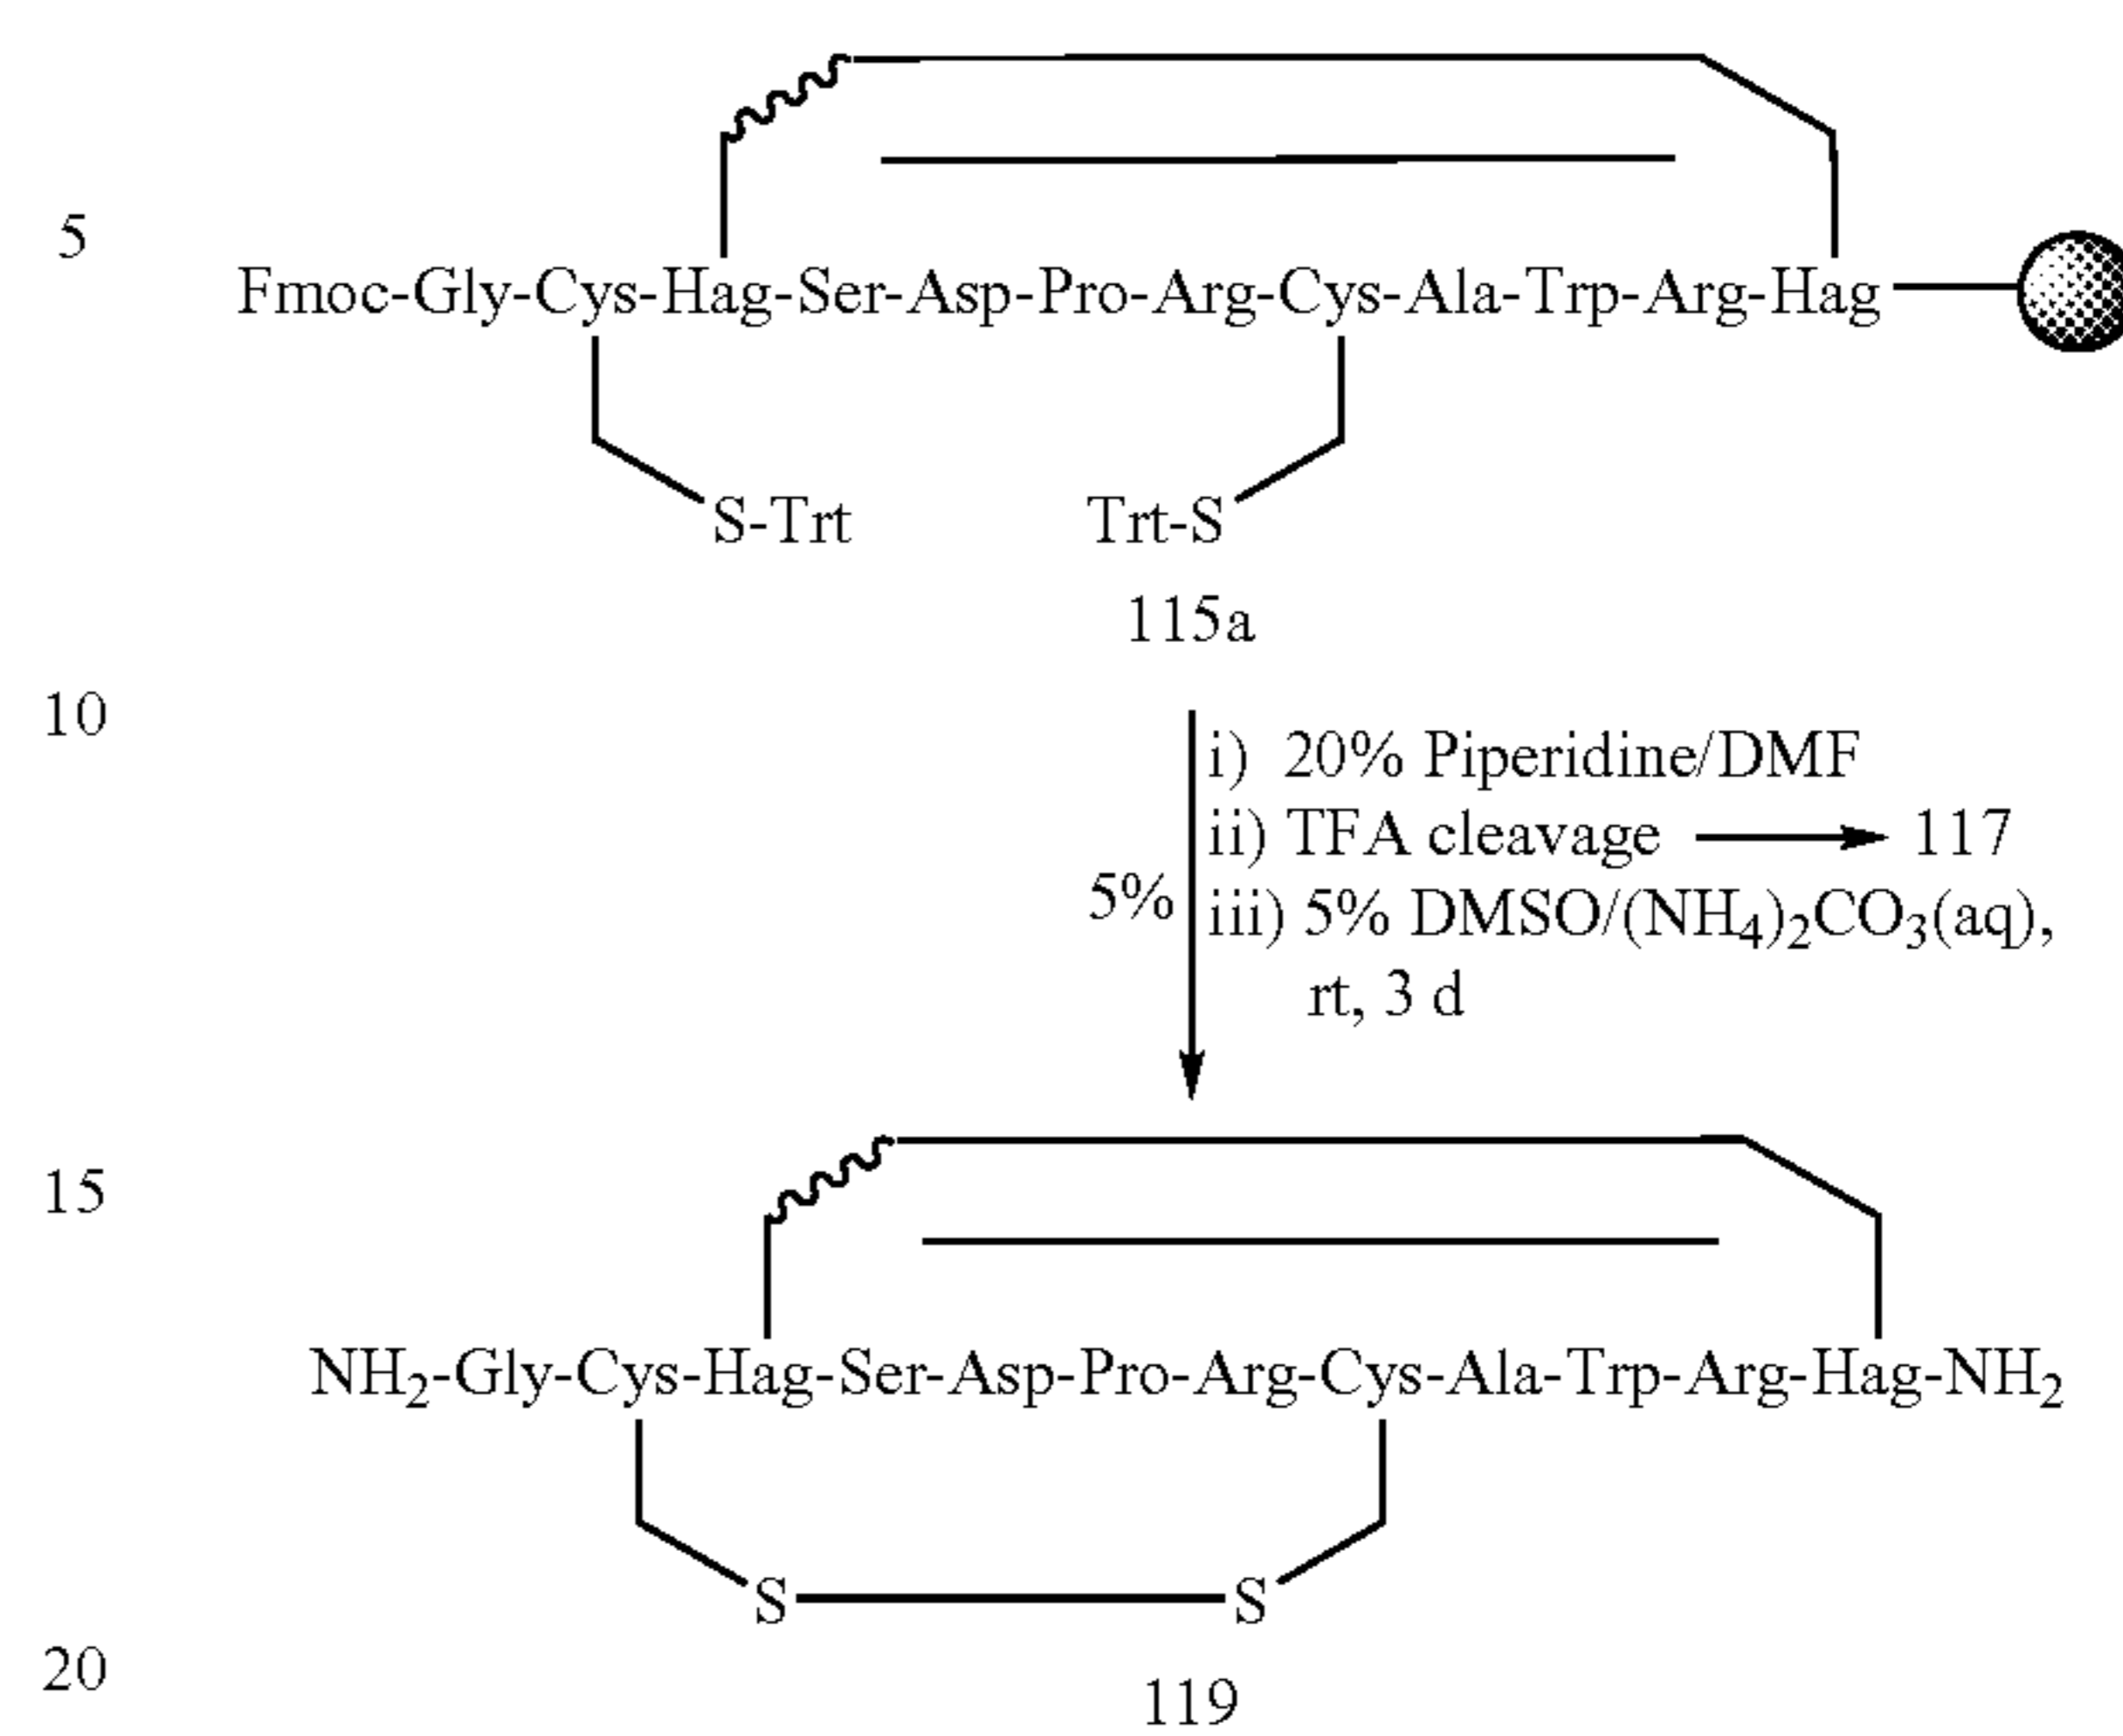 5
Fmoc-Gly-Cys-Hag-Ser-Asp-Pro-Arg-Cys-Ala-Trp-Arg-Hag
S-Trt Trt-S
115a
10
i) 20% Piperidine/DMF
ii) TFA cleavage → 117
5%
iii) 5% DMSO/(NH₄)₂CO₃(aq),
rt, 3 d
15
NH₂-Gly-Cys-Hag-Ser-Asp-Pro-Arg-Cys-Ala-Trp-Arg-Hag-NH₂
S S
20
119